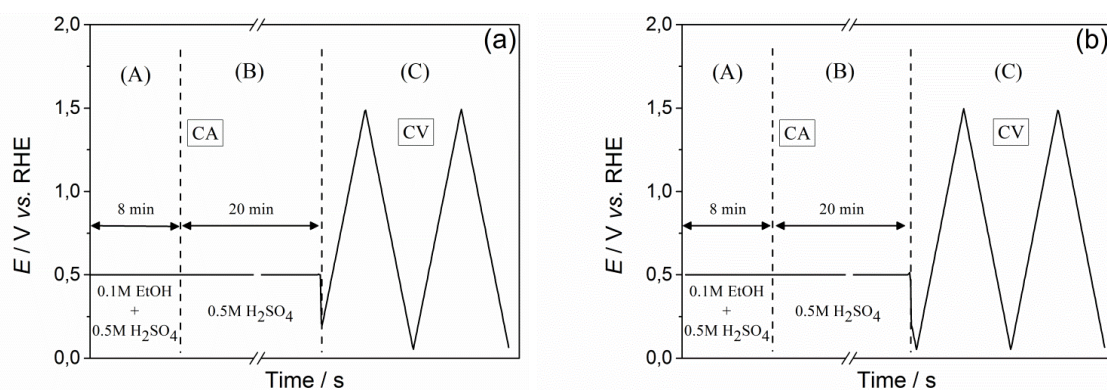 2,0
1,5
1,0
0,5
0,0
E / V vs. RHE
(a)
(A)
(B)
(C)
CA
CV
8 min
20 min
0.1M EtOH
+
0.5M H₂SO₄
0.5M H₂SO₄
Time / s
2,0
1,5
1,0
0,5
0,0
E / V vs. RHE
(b)
(A)
(B)
(C)
CA
CV
8 min
20 min
0.1M EtOH
+
0.5M H₂SO₄
0.5M H₂SO₄
Time / s